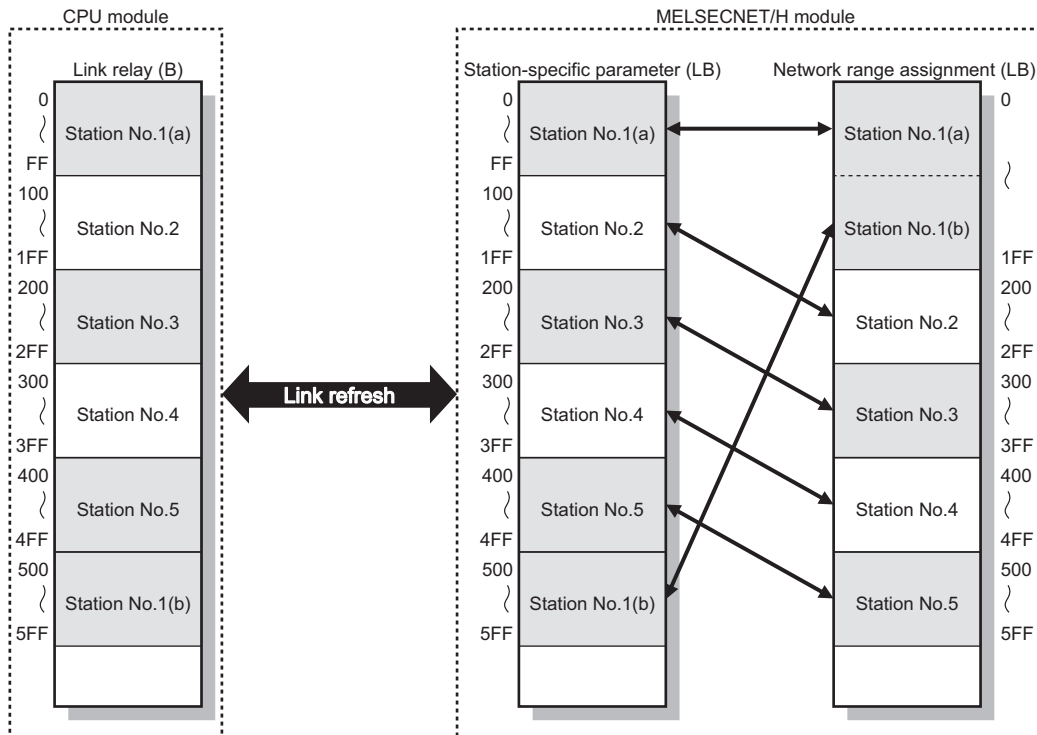 CPU module
Link relay (B)
0
FF
100
1FF
200
2FF
300
3FF
400
4FF
500
5FF
Station No.1(a)
Station No.2
Station No.3
Station No.4
Station No.5
Station No.1(b)
Link refresh
MELSECNET/H module
Station-specific parameter (LB)
0
FF
100
1FF
200
2FF
300
3FF
400
4FF
500
5FF
Station No.1(a)
Station No.2
Station No.3
Station No.4
Station No.5
Station No.1(b)
Network range assignment (LB)
Station No.1(a)
Station No.1(b)
Station No.2
Station No.3
Station No.4
Station No.5
0
1FF
200
2FF
300
3FF
400
4FF
500
5FF